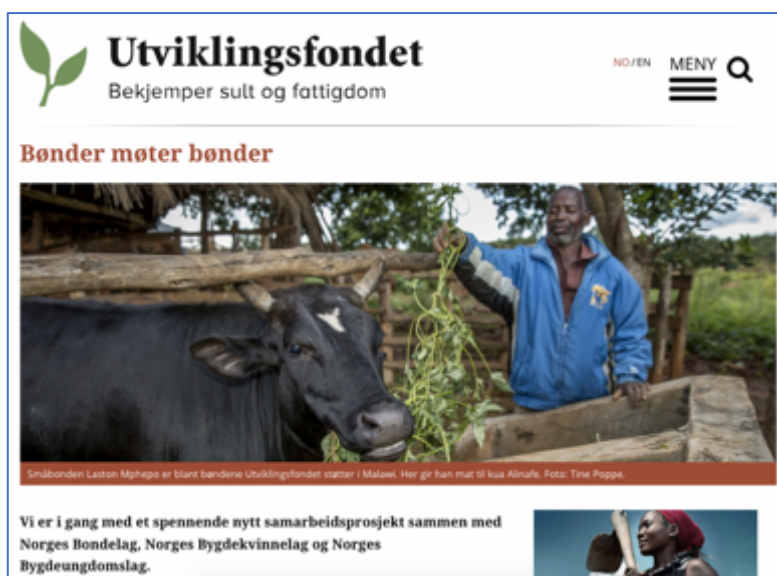 Utviklingsfondet
Bekjemper sult og fattigdom
NO/EN
MENY
Bønder møter bønder
Småbonden Laston Mphepo er blant bøndene Utviklingsfondet støtter i Malawi. Her gir han mat til kua Alinafe. Foto: Tine Poppe.
Vi er i gang med et spennende nytt samarbeidsprosjekt sammen med
Norges Bondelag, Norges Bygdekvinnelag og Norges
Bygdeungdomslag.